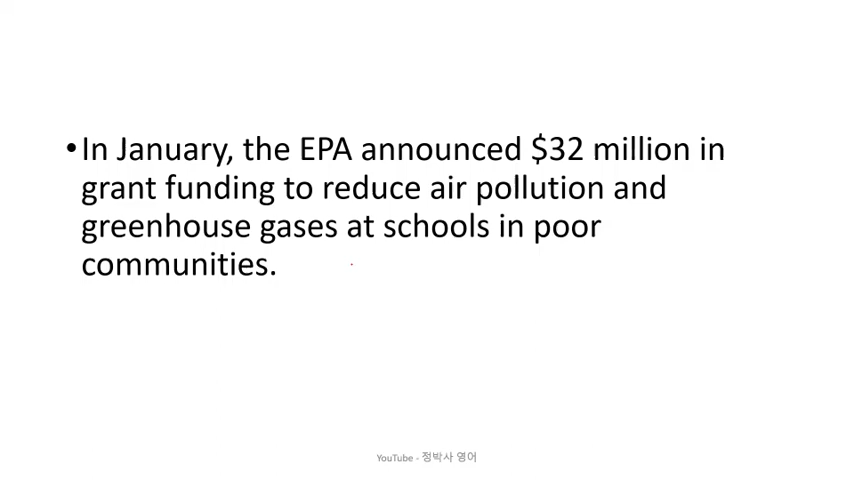 •In January, the EPA announced $32 million in
grant funding to reduce air pollution and
greenhouse gases at schools in poor
communities.
YouTube - 정박사 영어